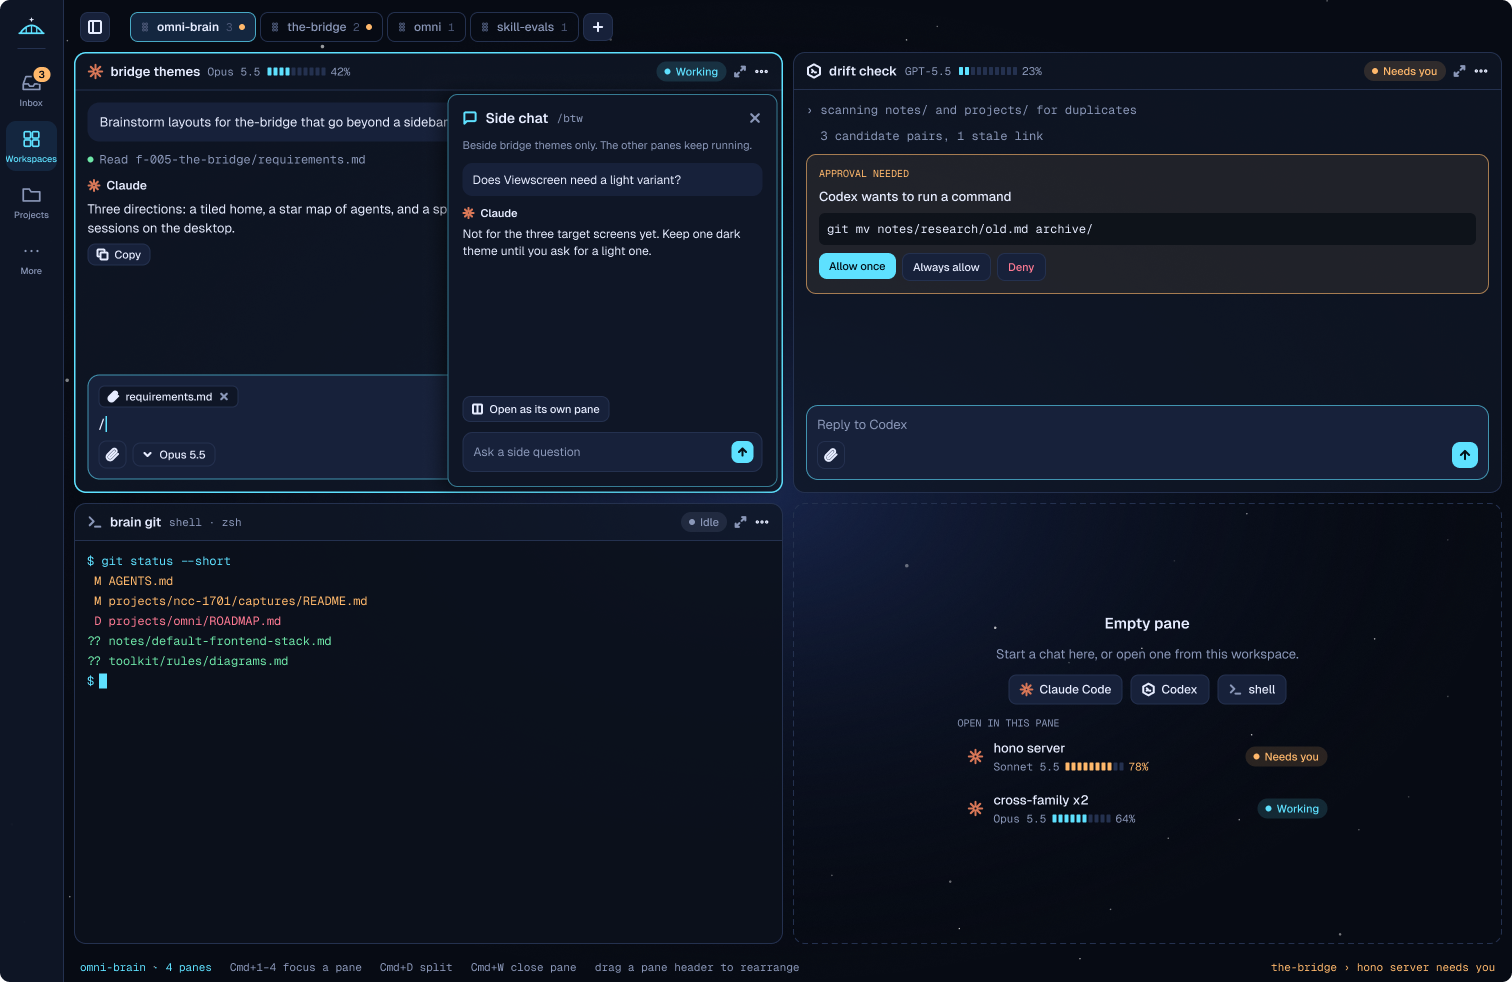 omni-brain 3
the-bridge 2
omni 1
skill-evals 1
3
Inbox
Workspaces
Projects
More
bridge themes Opus 5.5 42%
Working
Brainstorm layouts for the-bridge that go beyond a sidebar
Read f-005-the-bridge/requirements.md
Claude
Three directions: a tiled home, a star map of agents, and a sp
sessions on the desktop.
Copy
requirements.md
/
Opus 5.5
Side chat /btw
Beside bridge themes only. The other panes keep running.
Does Viewscreen need a light variant?
Claude
Not for the three target screens yet. Keep one dark
theme until you ask for a light one.
Open as its own pane
Ask a side question
drift check GPT-5.5 23%
Needs you
› scanning notes/ and projects/ for duplicates
3 candidate pairs, 1 stale link
APPROVAL NEEDED
Codex wants to run a command
git mv notes/research/old.md archive/
Allow once
Always allow
Deny
Reply to Codex
brain git shell · zsh
Idle
$ git status --short
M AGENTS.md
M projects/ncc-1701/captures/README.md
D projects/omni/ROADMAP.md
?? notes/default-frontend-stack.md
?? toolkit/rules/diagrams.md
$
Empty pane
Start a chat here, or open one from this workspace.
Claude Code
Codex
shell
OPEN IN THIS PANE
hono server
Sonnet 5.5 78%
Needs you
cross-family x2
Opus 5.5 64%
Working
omni-brain ~ 4 panes
Cmd+1-4 focus a pane
Cmd+D split
Cmd+W close pane
drag a pane header to rearrange
the-bridge › hono server needs you